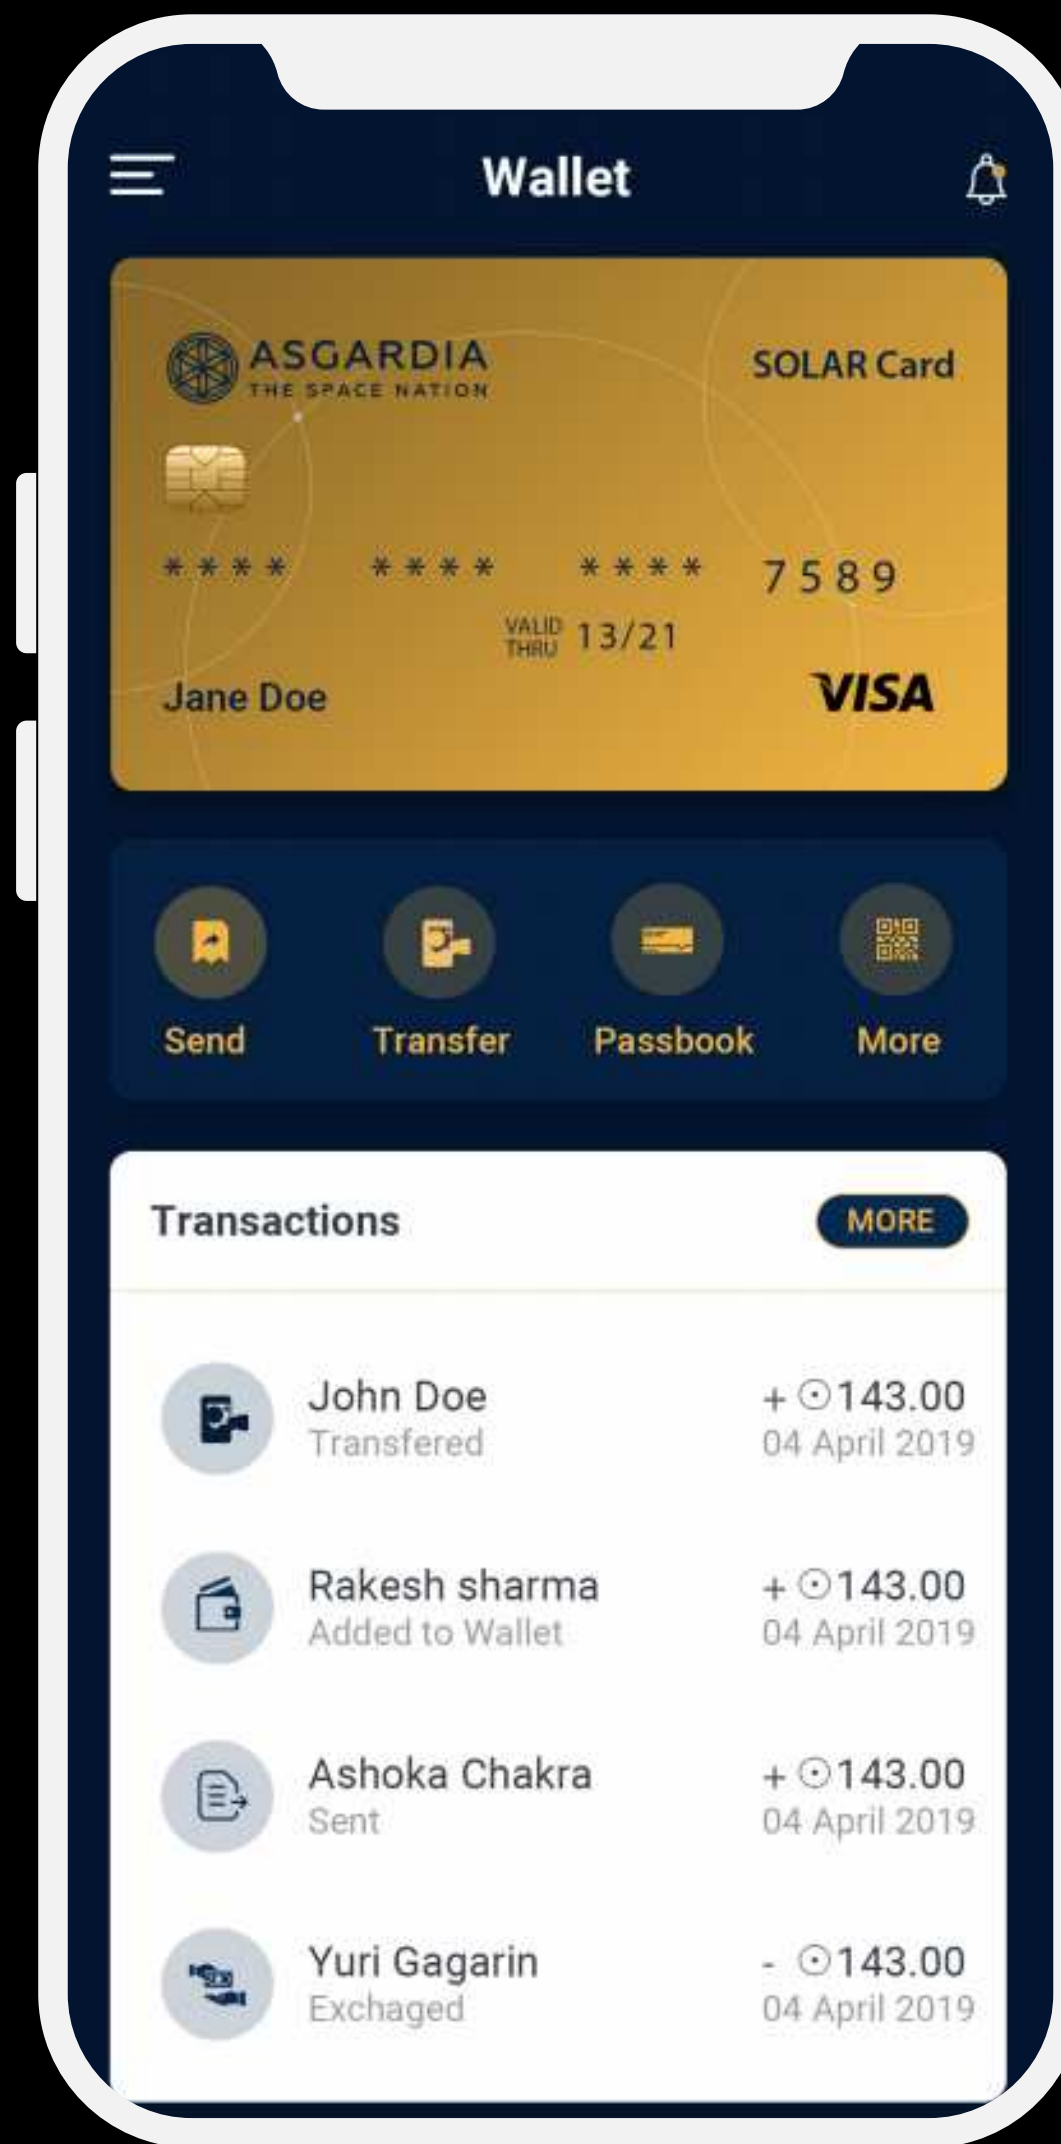 Wallet
ASGARDIA
THE SPACE NATION
SOLAR Card
**** **** **** 7589
VALID THRU 13/21
Jane Doe
VISA
Send Transfer Passbook More
Transactions MORE
John Doe + ☉143.00
Transfered 04 April 2019
Rakesh sharma + ☉143.00
Added to Wallet 04 April 2019
Ashoka Chakra + ☉143.00
Sent 04 April 2019
Yuri Gagarin - ☉143.00
Exchaged 04 April 2019